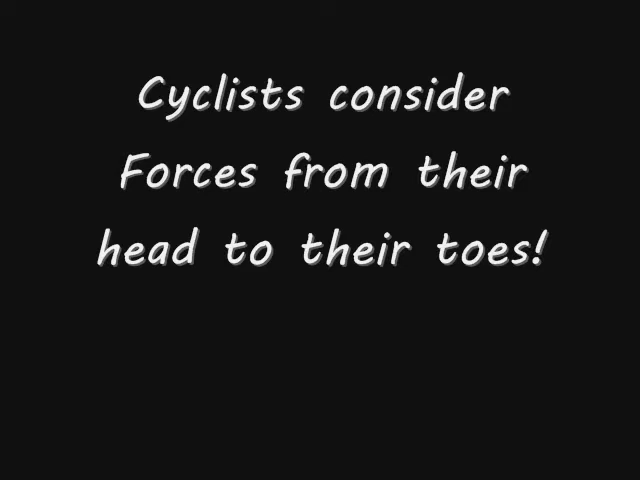 Cyclists consider
Forces from their
head to their toes!